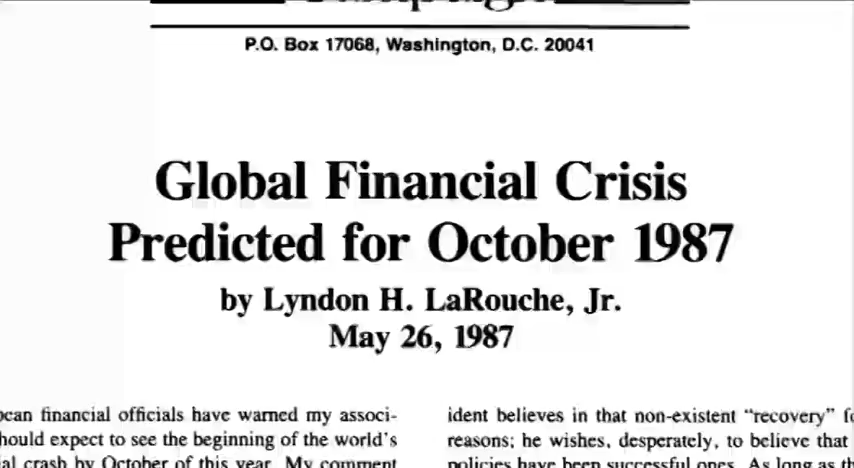 P.O. Box 17068, Washington, D.C. 20041
Global Financial Crisis
Predicted for October 1987
by Lyndon H. LaRouche, Jr.
May 26, 1987
financial officials have warned my associ-
expect to see the beginning of the world's
crash by October of this year. My comment
ident believes in that non-existent "recovery"
reasons; he wishes, desperately, to believe that
policies have been successful ones. As long as